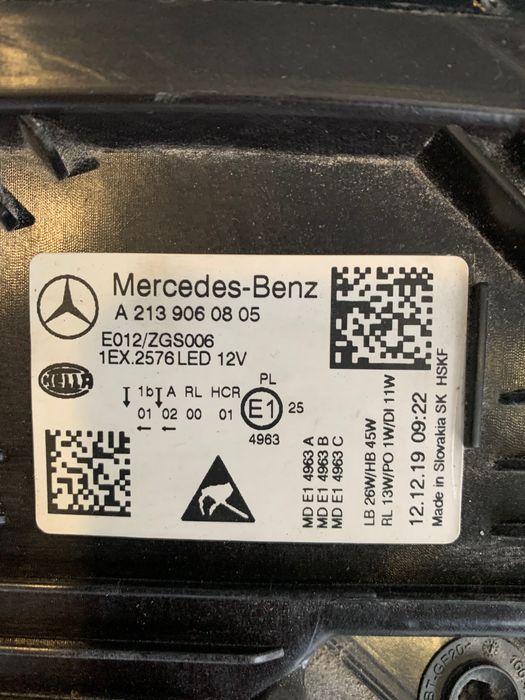 Mercedes-Benz
A 213 906 08 05
E012/ZGS006
1EX.2576 LED 12V
HELLA
1b A RL HCR PL
01 02 00 01 E1 25
4963
MD E1 4963 A
MD E1 4963 B
MD E1 4963 C
LB 26W/HB 45W
RL 13W/PO 1W/DI 11W
12.12.19 09:22
Made in Slovakia SK HSKF